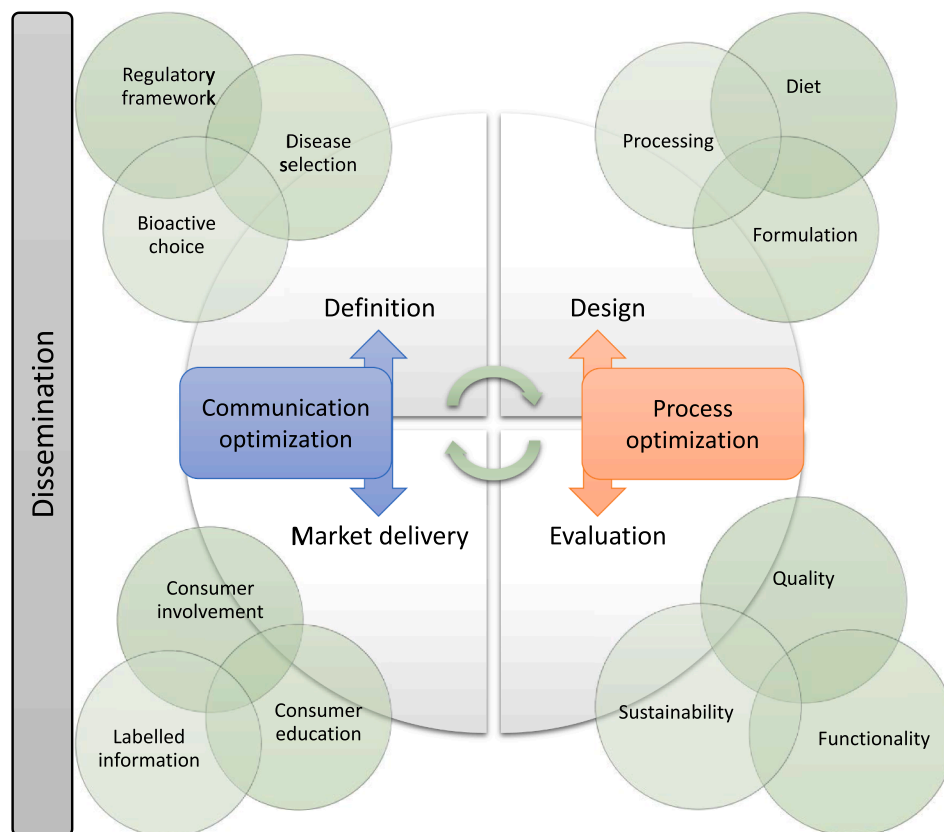 Dissemination
Regulatory
framework
Disease
selection
Bioactive
choice
Diet
Processing
Formulation
Definition
Design
Communication
optimization
Process
optimization
Market delivery
Evaluation
Consumer
involvement
Consumer
education
Labelled
information
Quality
Sustainability
Functionality